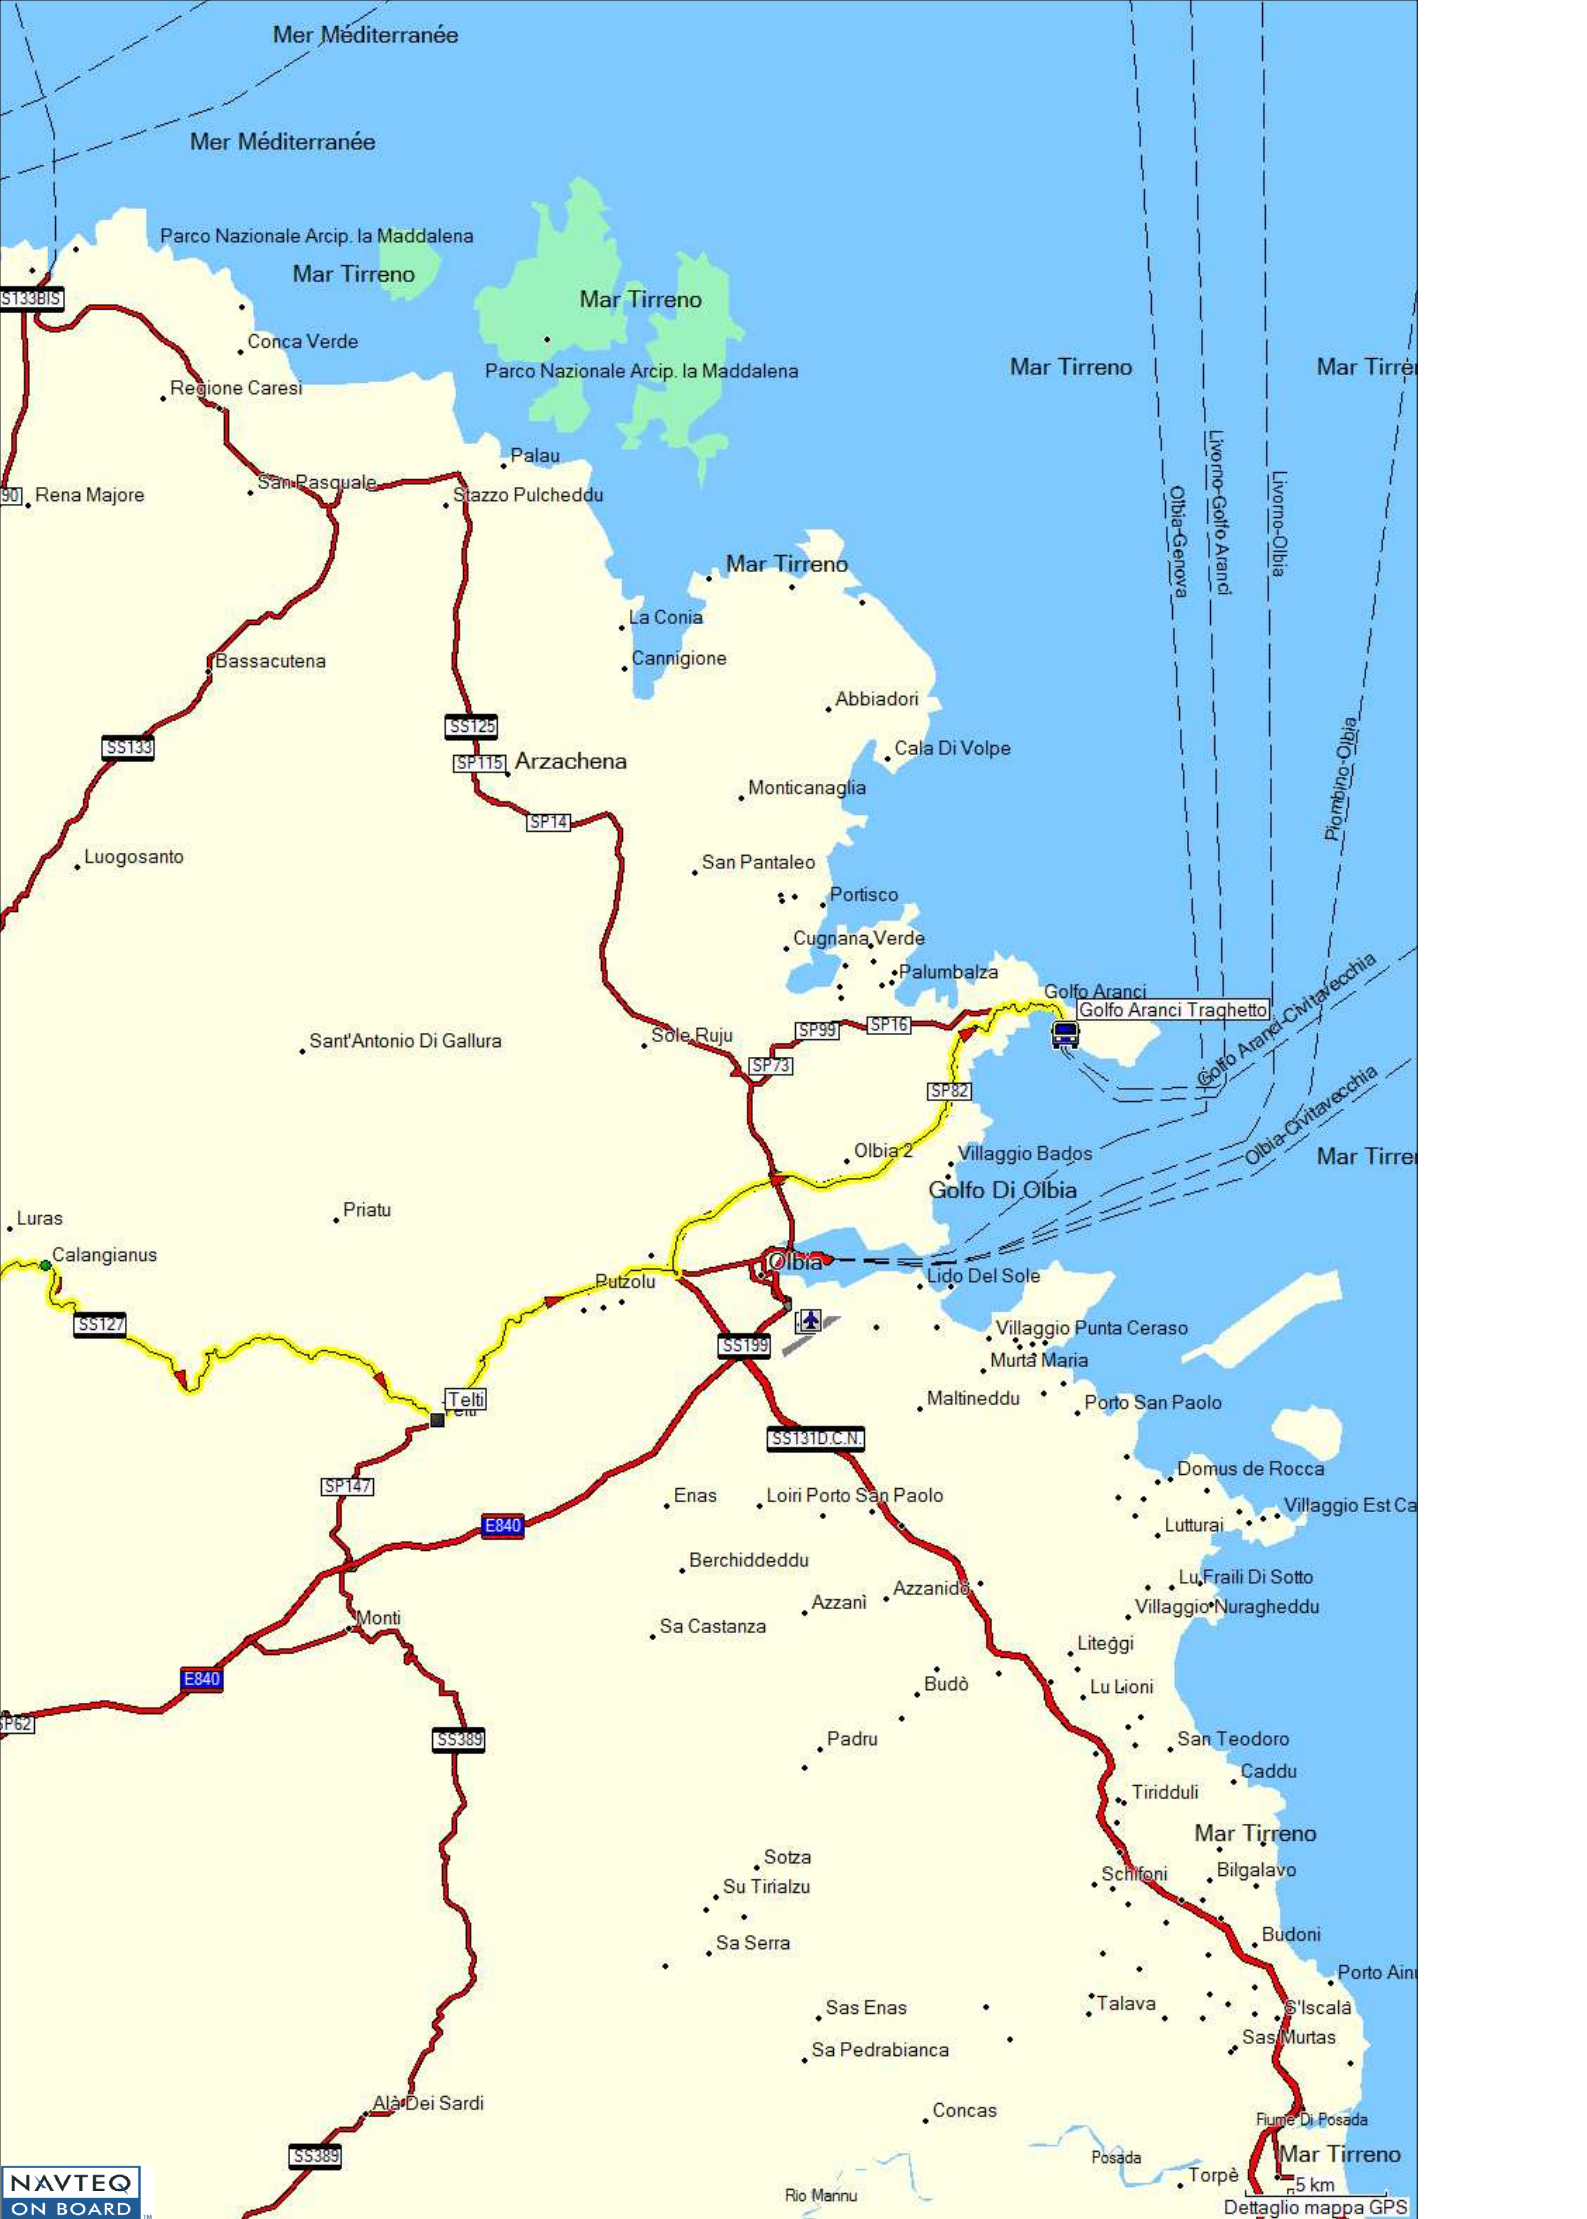 Mer Méditerranée
Mer Méditerranée
Parco Nazionale Arcip. la Maddalena
Mar Tirreno
Mar Tirreno
S133BIS
Conca Verde
Parco Nazionale Arcip. la Maddalena
Mar Tirreno
Mar Tirre
Regione Caresi
Palau
San Pasquale
90
Rena Majore
Stazzo Pulcheddu
Olbia-Genova
Livorno-Golfo Aranci
Livorno-Olbia
Mar Tirreno
La Conia
Cannigione
Bassacutena
Abbiadori
SS125
SS133
Cala Di Volpe
SP115
Arzachena
Piombino-Olbia
Monticanaglia
SP14
Luogosanto
San Pantaleo
Portisco
Cugnana Verde
Palumbalza
Golfo Aranci
Golfo Aranci Traghetto
Golfo Aranci-Civitavecchia
Sant'Antonio Di Gallura
Sole Ruju
SP99
SP16
SP73
SP82
Olbia 2
Villaggio Bados
Olbia-Civitavecchia
Mar Tirre
Golfo Di Olbia
Priatu
Luras
Calangianus
Olbia
Putzolu
Lido Del Sole
SS127
Villaggio Punta Ceraso
SS199
Murta Maria
Telti
Maltineddu
Porto San Paolo
SS131D.C.N.
Domus de Rocca
SP147
Enas
Loiri Porto San Paolo
Villaggio Est Ca
E840
Lutturai
Berchiddeddu
Lu Fraili Di Sotto
Azzanidò
Azzanì
Villaggio Nuragheddu
Monti
Sa Castanza
Liteggi
E840
Budò
Lu Lioni
SP62
SS389
Padru
San Teodoro
Caddu
Tiridduli
Mar Tirreno
Sotza
Schifoni
Bilgalavo
Su Tirialzu
Sa Serra
Budoni
Porto Ain
Sas Enas
Talava
S'Iscala
Sas Murtas
Sa Pedrabianca
Alà Dei Sardi
Concas
Fiume Di Posada
SS389
Posada
Mar Tirreno
Torpè
5 km
Rio Mannu
Dettaglio mappa GPS
NAVTEQ
ON BOARD
TM